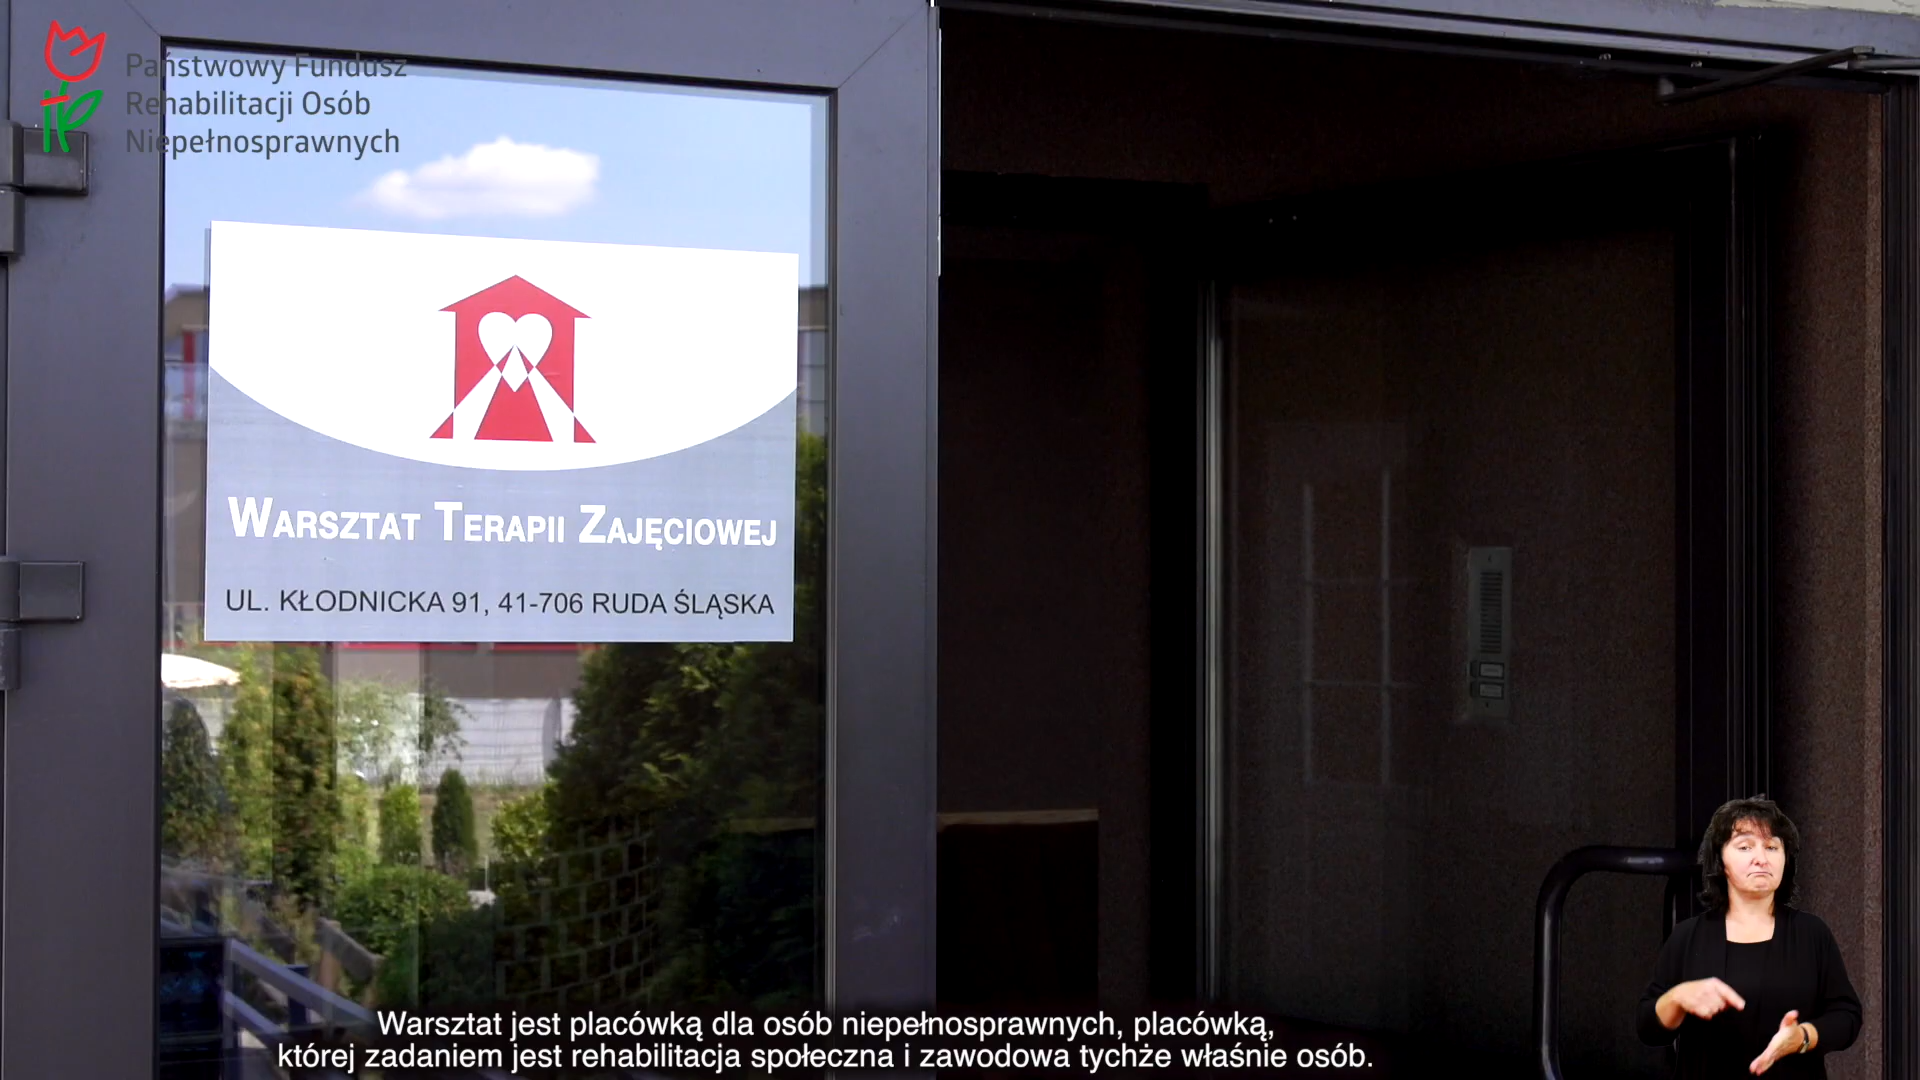 Państwowy Fundusz
Rehabilitacji Osób
Niepełnosprawnych
WARSZTAT TERAPII ZAJĘCIOWEJ
UL. KŁODNICKA 91, 41-706 RUDA ŚLĄSKA
Warsztat jest placówką dla osób niepełnosprawnych, placówką,
której zadaniem jest rehabilitacja społeczna i zawodowa tychże właśnie osób.